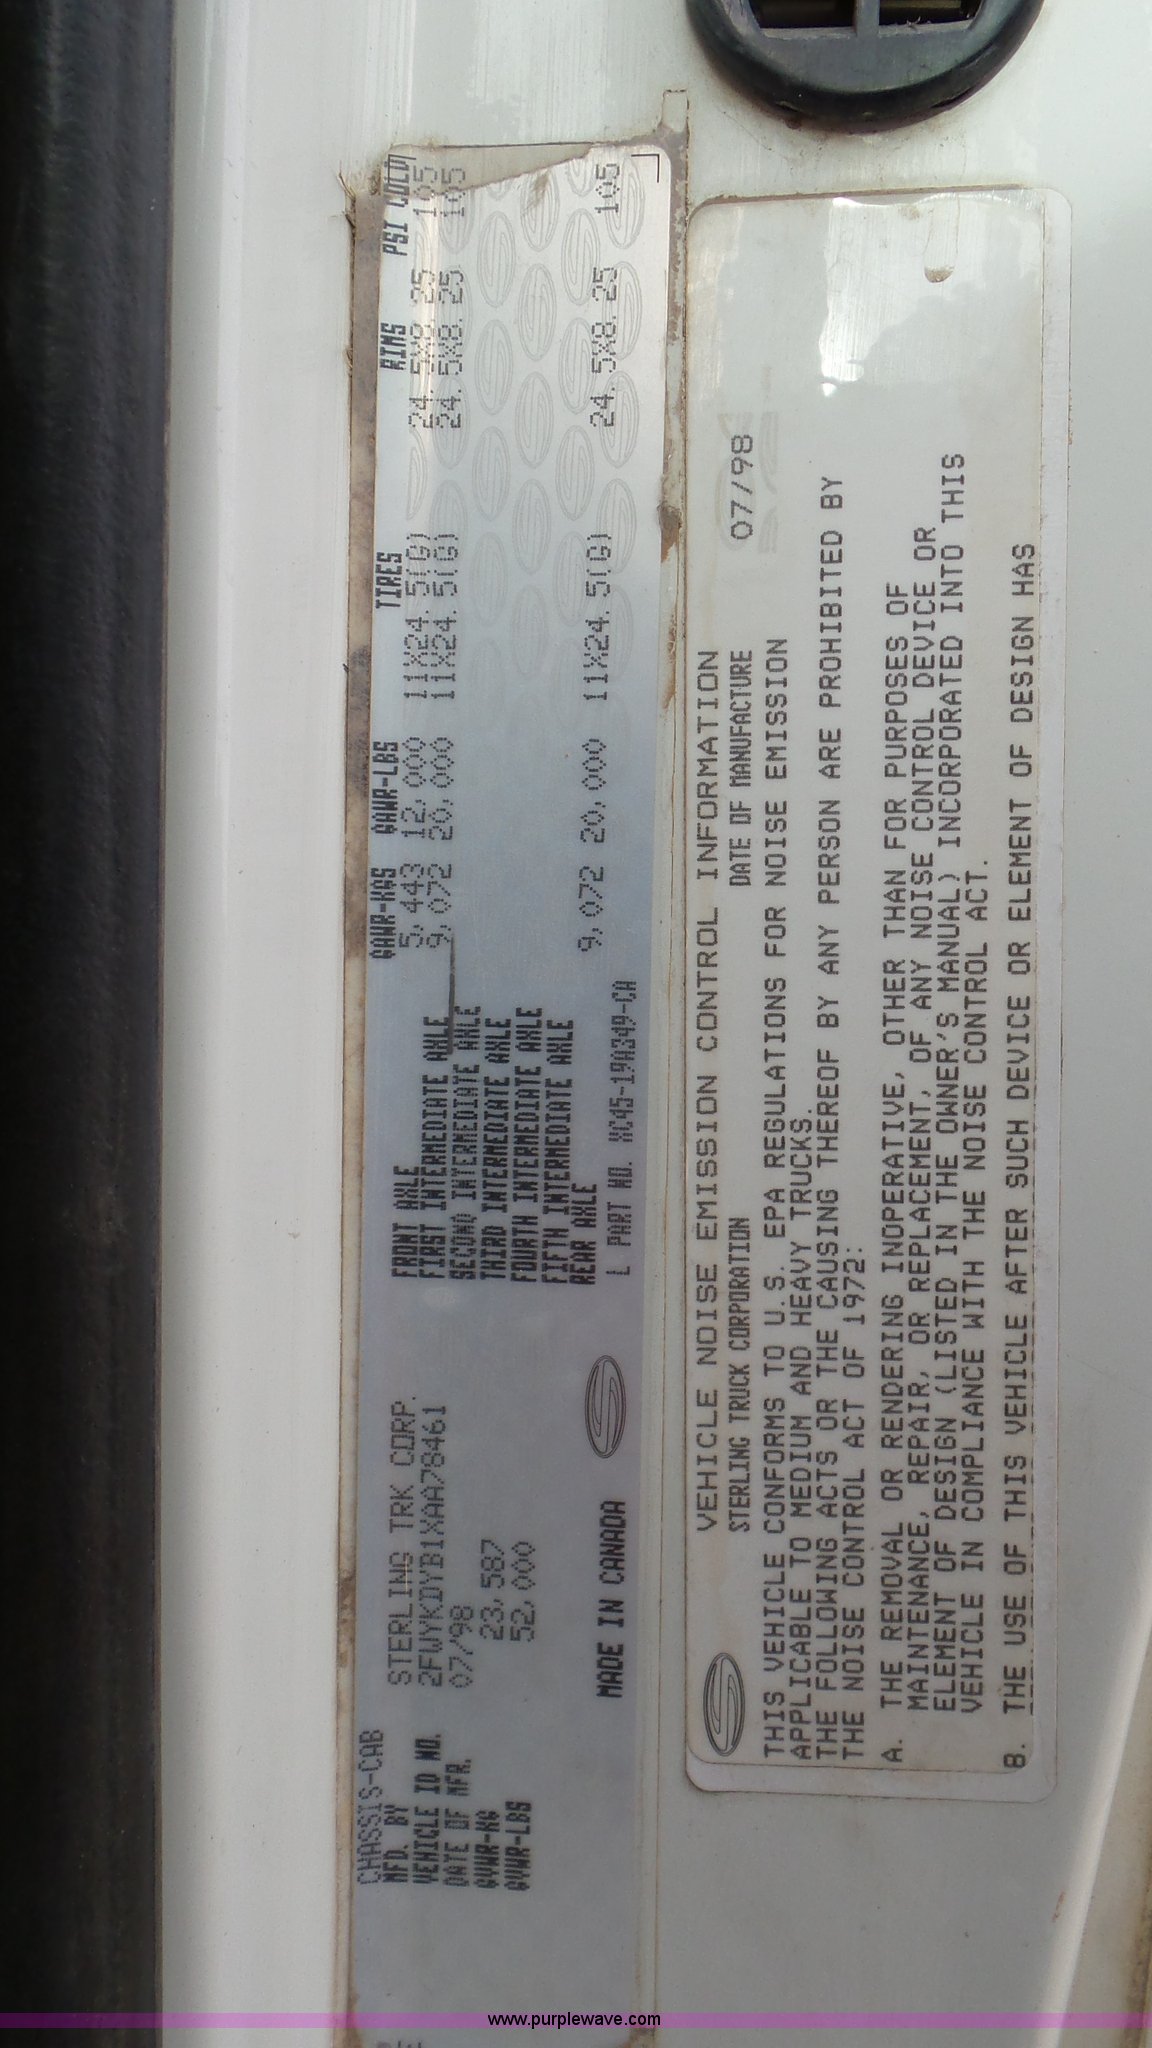 CHASSIS-CAB
MFD. BY STERLING TRK CORP.
VEHICLE ID NO. 2FWYKDYB1XAA78461
DATE OF MFR. 07/98
GVWR-KG 23,587
GVWR-LBS 52,000
MADE IN CANADA
GAWR-KGS GAWR-LBS TIRES RIMS PSI COLD
FRONT AXLE 5,443 12,000 11X24.5(G) 24.5X8.25 105
FIRST INTERMEDIATE AXLE 9,072 20,000 11X24.5(G) 24.5X8.25 105
SECOND INTERMEDIATE AXLE
THIRD INTERMEDIATE AXLE
FOURTH INTERMEDIATE AXLE
FIFTH INTERMEDIATE AXLE
REAR AXLE 9,072 20,000 11X24.5(G) 24.5X8.25 105
L PART NO. XC45-19A349-CA
VEHICLE NOISE EMISSION CONTROL INFORMATION
STERLING TRUCK CORPORATION DATE OF MANUFACTURE 07/98
THIS VEHICLE CONFORMS TO U.S. EPA REGULATIONS FOR NOISE EMISSION
APPLICABLE TO MEDIUM AND HEAVY TRUCKS.
THE FOLLOWING ACTS OR THE CAUSING THEREOF BY ANY PERSON ARE PROHIBITED BY
THE NOISE CONTROL ACT OF 1972:
A. THE REMOVAL OR RENDERING INOPERATIVE, OTHER THAN FOR PURPOSES OF
MAINTENANCE, REPAIR, OR REPLACEMENT, OF ANY NOISE CONTROL DEVICE OR
ELEMENT OF DESIGN (LISTED IN THE OWNER'S MANUAL) INCORPORATED INTO THIS
VEHICLE IN COMPLIANCE WITH THE NOISE CONTROL ACT.
B. THE USE OF THIS VEHICLE AFTER SUCH DEVICE OR ELEMENT OF DESIGN HAS
www.purplewave.com